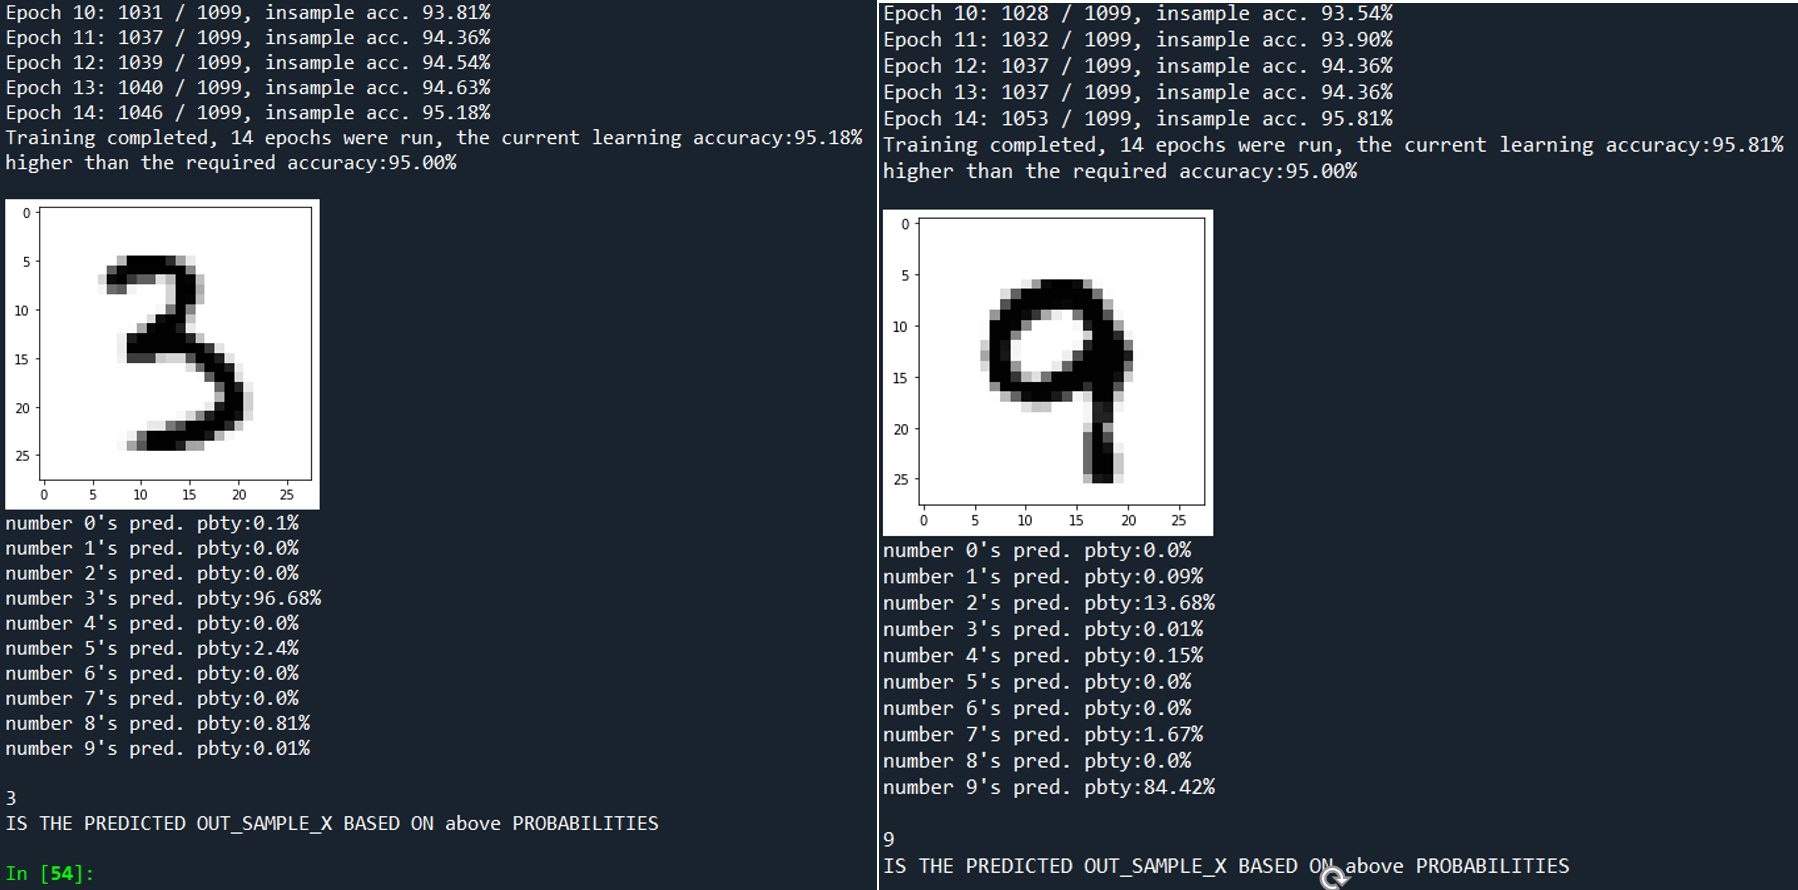 Epoch 10: 1031 / 1099, insample acc. 93.81%
Epoch 11: 1037 / 1099, insample acc. 94.36%
Epoch 12: 1039 / 1099, insample acc. 94.54%
Epoch 13: 1040 / 1099, insample acc. 94.63%
Epoch 14: 1046 / 1099, insample acc. 95.18%
Training completed, 14 epochs were run, the current learning accuracy:95.18%
higher than the required accuracy:95.00%
0
5
10
15
20
25
0 5 10 15 20 25
3
number 0's pred. pbty:0.1%
number 1's pred. pbty:0.0%
number 2's pred. pbty:0.0%
number 3's pred. pbty:96.68%
number 4's pred. pbty:0.0%
number 5's pred. pbty:2.4%
number 6's pred. pbty:0.0%
number 7's pred. pbty:0.0%
number 8's pred. pbty:0.81%
number 9's pred. pbty:0.01%
3
IS THE PREDICTED OUT_SAMPLE_X BASED ON above PROBABILITIES
In [54]:
Epoch 10: 1028 / 1099, insample acc. 93.54%
Epoch 11: 1032 / 1099, insample acc. 93.90%
Epoch 12: 1037 / 1099, insample acc. 94.36%
Epoch 13: 1037 / 1099, insample acc. 94.36%
Epoch 14: 1053 / 1099, insample acc. 95.81%
Training completed, 14 epochs were run, the current learning accuracy:95.81%
higher than the required accuracy:95.00%
0
5
10
15
20
25
0 5 10 15 20 25
9
number 0's pred. pbty:0.0%
number 1's pred. pbty:0.09%
number 2's pred. pbty:13.68%
number 3's pred. pbty:0.01%
number 4's pred. pbty:0.15%
number 5's pred. pbty:0.0%
number 6's pred. pbty:0.0%
number 7's pred. pbty:1.67%
number 8's pred. pbty:0.0%
number 9's pred. pbty:84.42%
9
IS THE PREDICTED OUT_SAMPLE_X BASED ON above PROBABILITIES